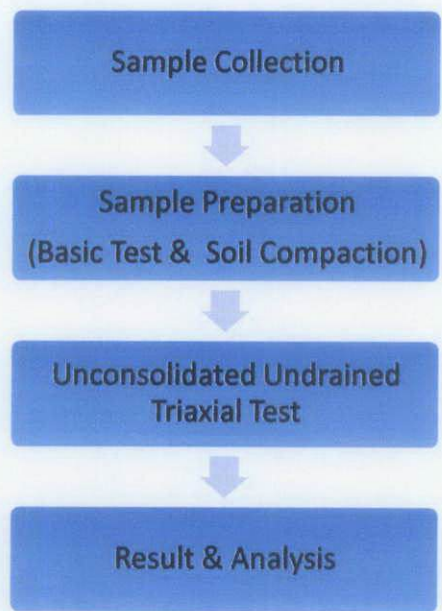 Sample Collection
Sample Preparation
(Basic Test & Soil Compaction)
Unconsolidated Undrained
Triaxial Test
Result & Analysis